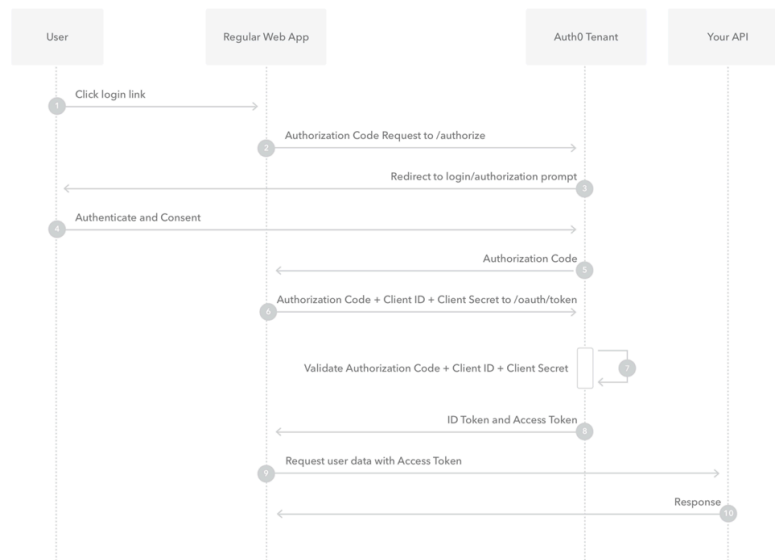 User
Regular Web App
Auth0 Tenant
Your API
Click login link
1
Authorization Code Request to /authorize
2
Redirect to login/authorization prompt
3
Authenticate and Consent
4
Authorization Code
5
Authorization Code + Client ID + Client Secret to /oauth/token
6
Validate Authorization Code + Client ID + Client Secret
7
ID Token and Access Token
8
Request user data with Access Token
9
Response
10